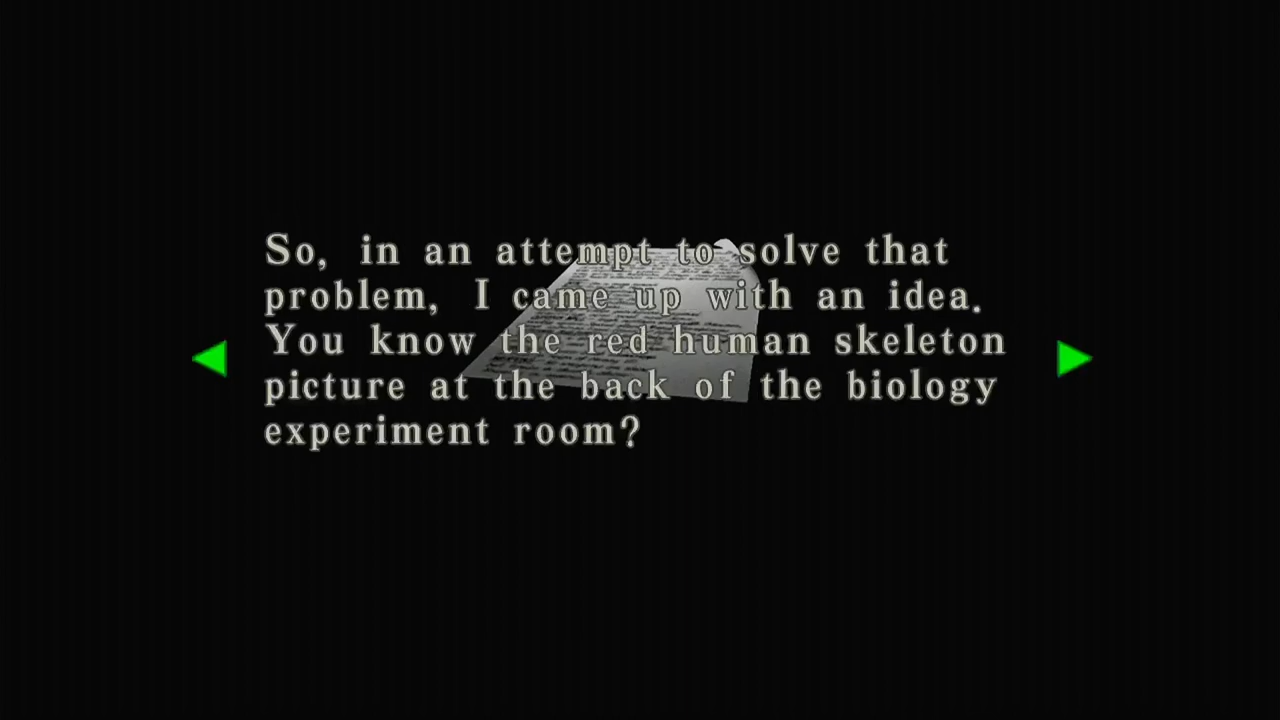 So, in an attempt to solve that
problem, I came up with an idea.
You know the red human skeleton
picture at the back of the biology
experiment room?